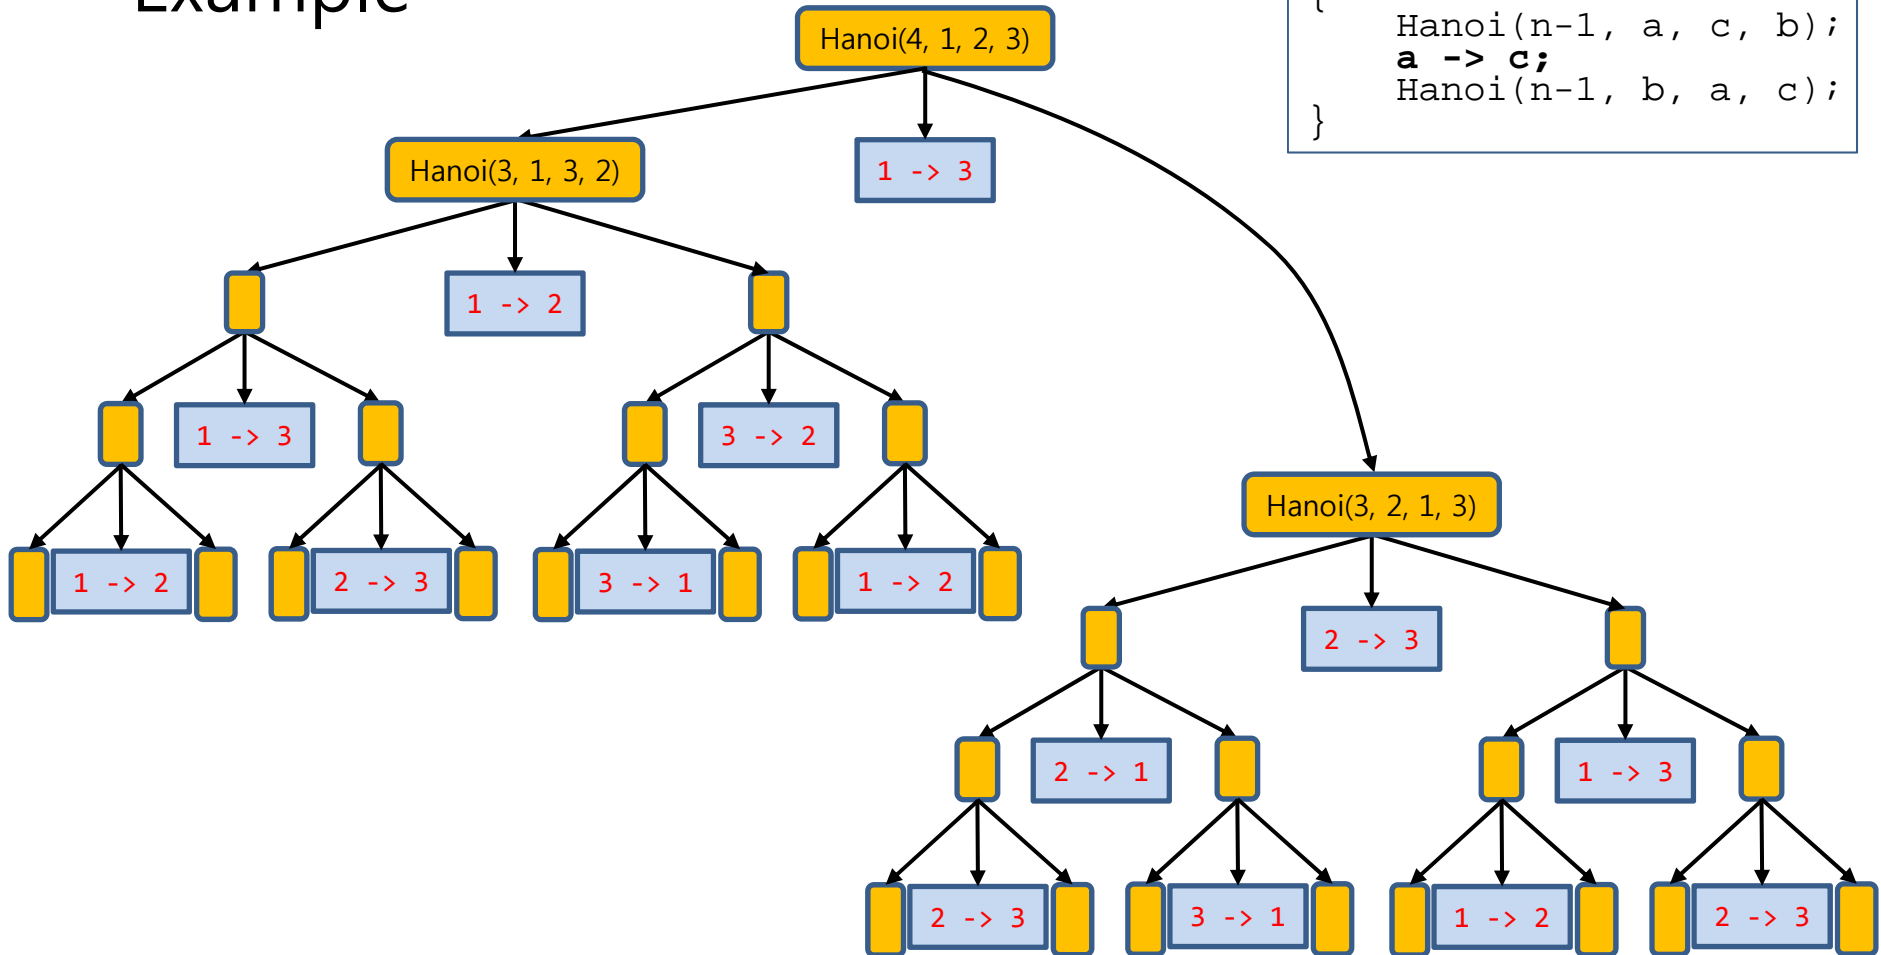 Example
{
Hanoi(n-1, a, c, b);
a -> c;
Hanoi(n-1, b, a, c);
}
Hanoi(4, 1, 2, 3)
Hanoi(3, 1, 3, 2)
1 -> 3
1 -> 2
1 -> 3
3 -> 2
1 -> 2
2 -> 3
3 -> 1
1 -> 2
Hanoi(3, 2, 1, 3)
2 -> 3
2 -> 1
1 -> 3
2 -> 3
3 -> 1
1 -> 2
2 -> 3